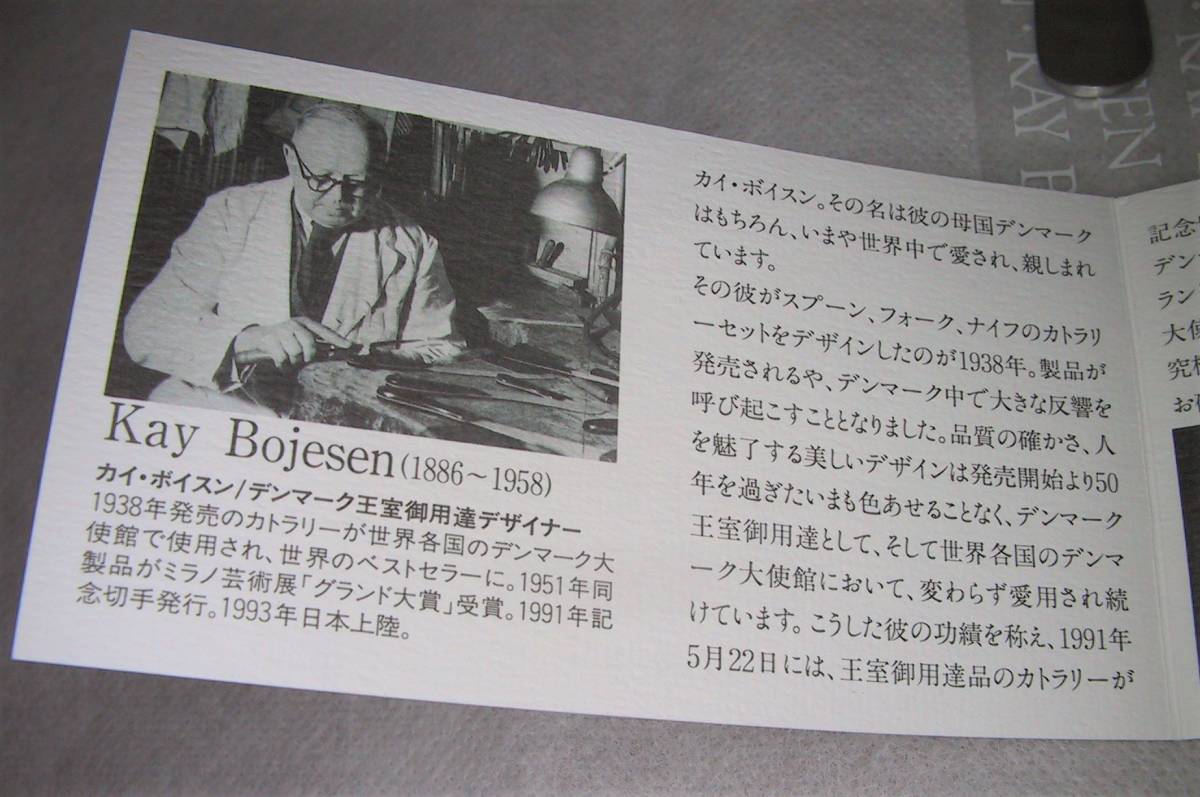 Kay Bojesen(1886～1958)
カイ・ボイスン/デンマーク王室御用達デザイナー
1938年発売のカトラリーが世界各国のデンマーク大
使館で使用され、世界のベストセラーに。1951年同
製品がミラノ芸術展「グランド大賞」受賞。1991年記
念切手発行。1993年日本上陸。
カイ・ボイスン。その名は彼の母国デンマーク
はもちろん、いまや世界中で愛され、親しまれ
ています。
その彼がスプーン、フォーク、ナイフのカトラリ
ーセットをデザインしたのが1938年。製品が
発売されるや、デンマーク中で大きな反響を
呼び起こすこととなりました。品質の確かさ、人
を魅了する美しいデザインは発売開始より50
年を過ぎたいまも色あせることなく、デンマーク
王室御用達として、そして世界各国のデンマ
ーク大使館において、変わらず愛用され続
けています。こうした彼の功績を称え、1991年
5月22日には、王室御用達品のカトラリーが
記念
デン
ラン
大使
究極
お
KAY